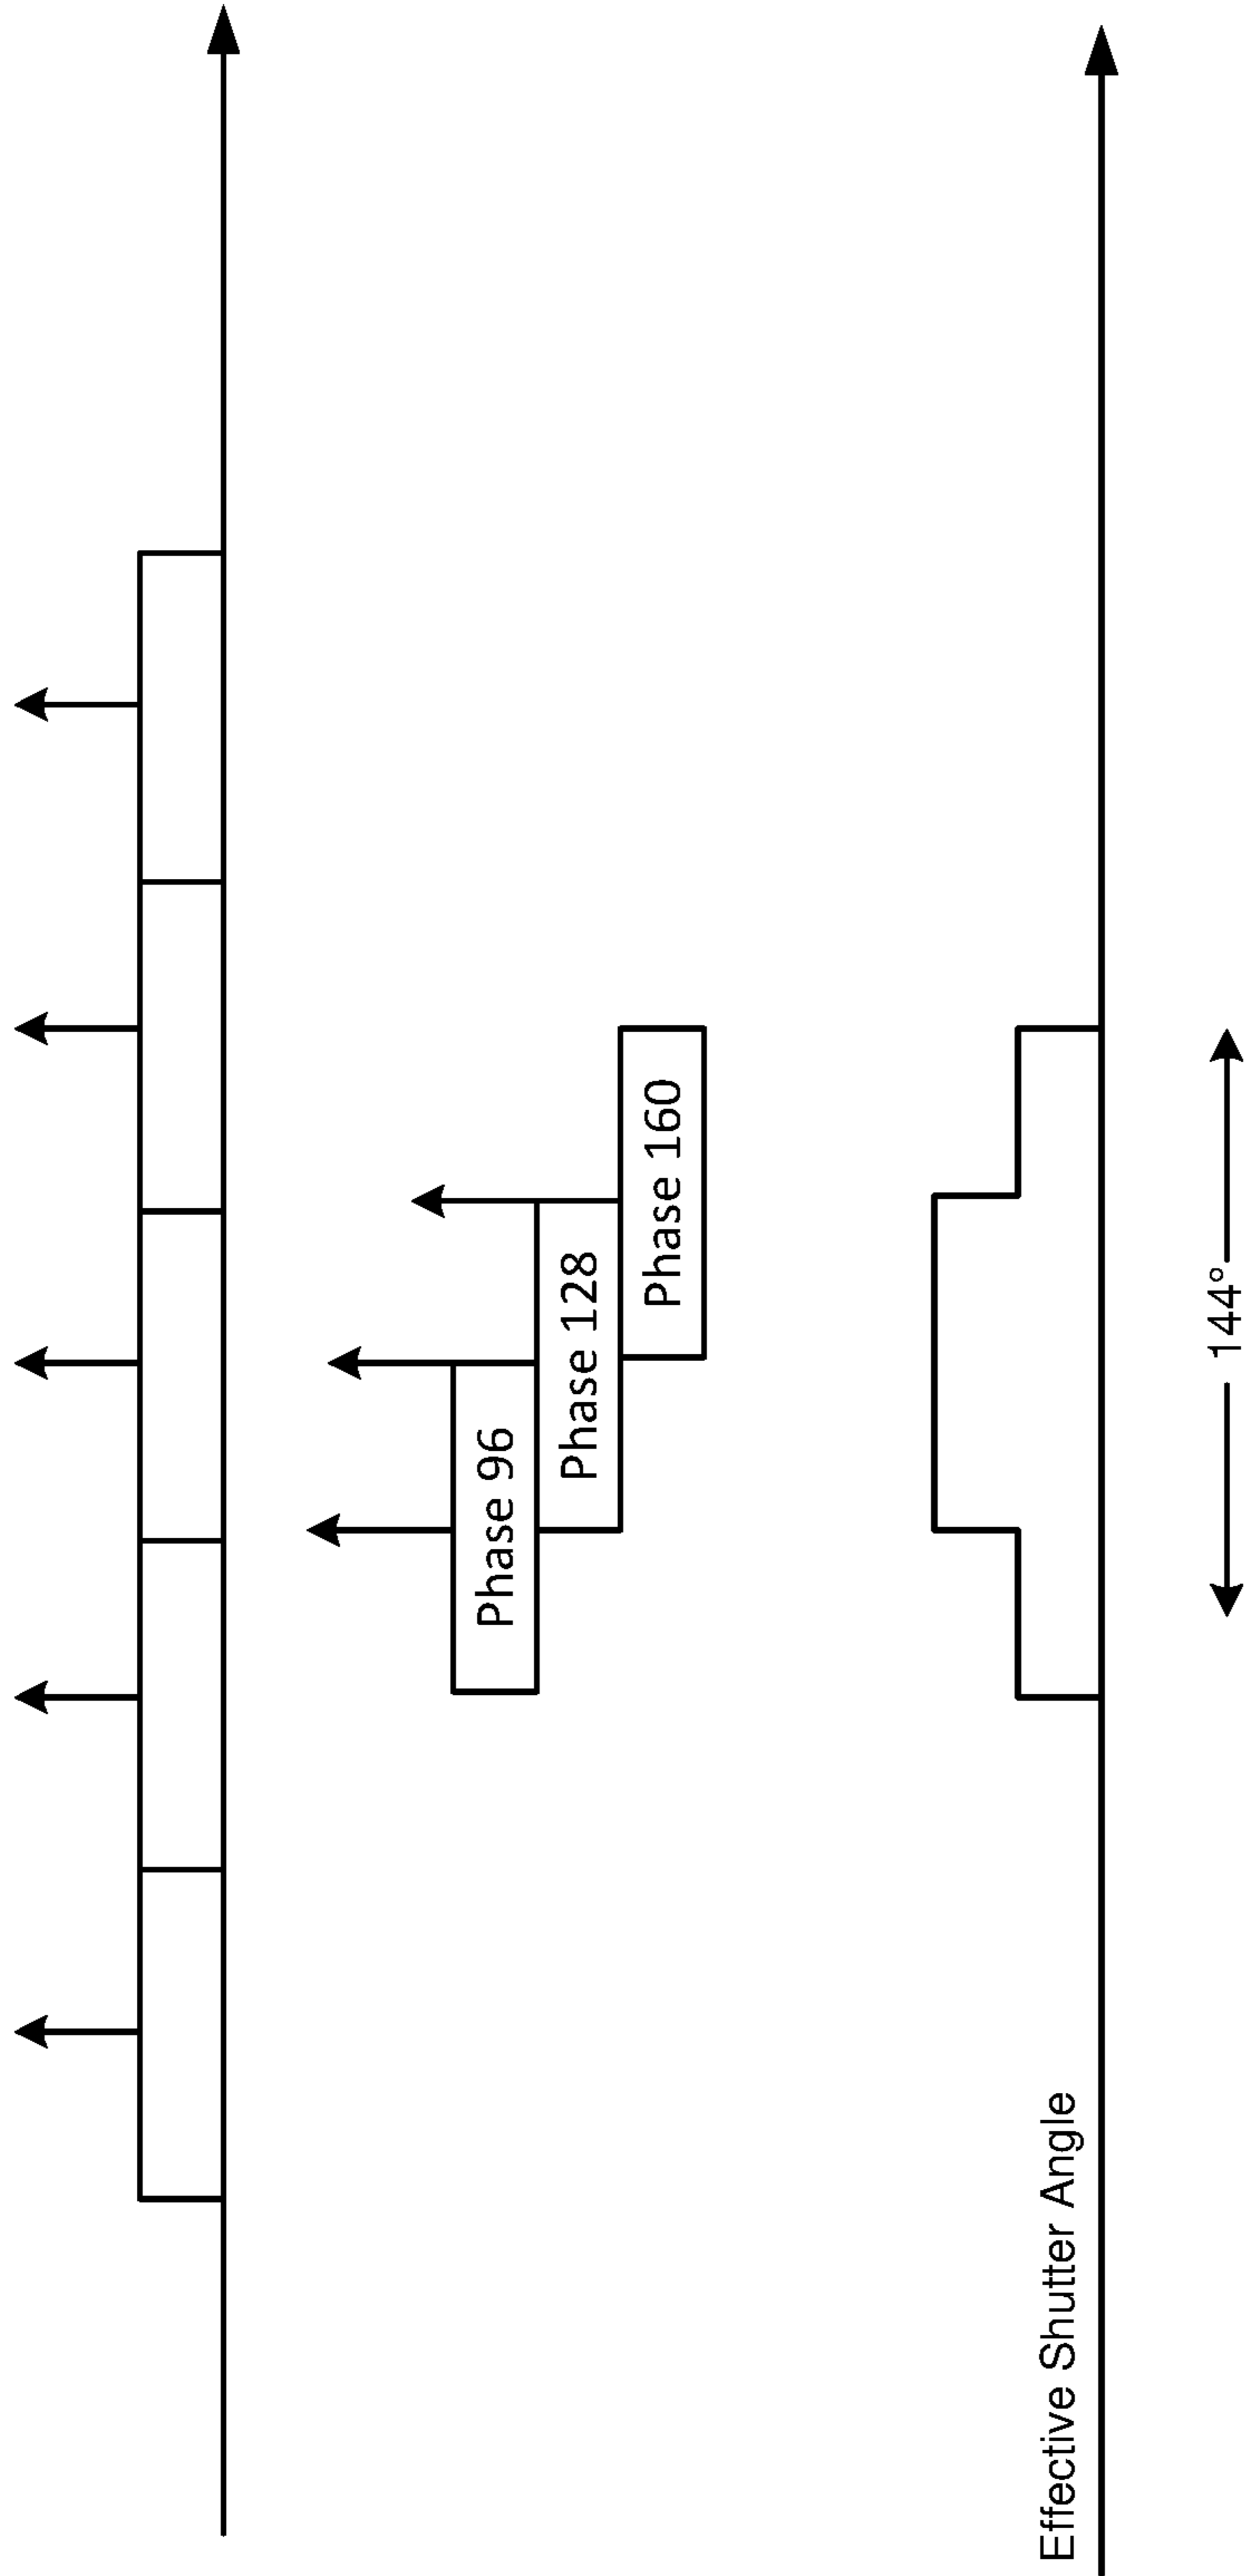 Phase 96
Phase 128
Phase 160
Effective Shutter Angle
144°